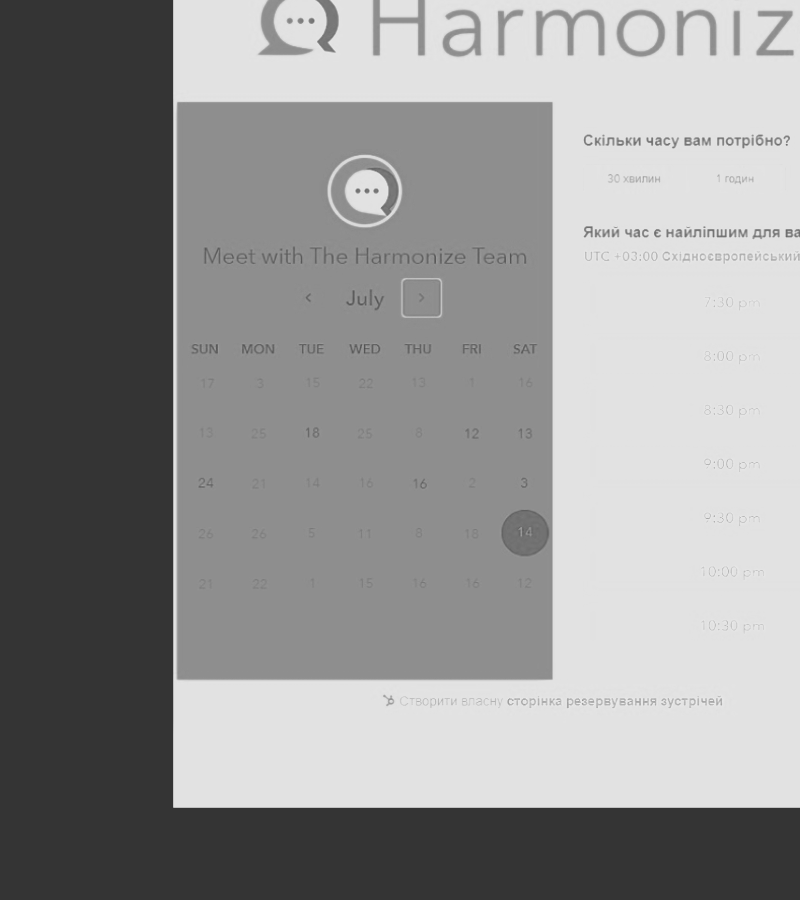 Harmoniz
Meet with The Harmonize Team
July
SUN MON TUE WED THU FRI SAT
17 3 15 22 13 1 16
13 25 18 25 8 12 13
24 21 14 16 16 2 3
26 26 5 11 8 18 14
21 22 1 15 16 16 12
Скільки часу вам потрібно?
30 хвилин 1 годин
Який час є найліпшим для ва
UTC +03:00 Східноєвропейський
7:30 pm
8:00 pm
8:30 pm
9:00 pm
9:30 pm
10:00 pm
10:30 pm
Створити власну сторінка резервування зустрічей